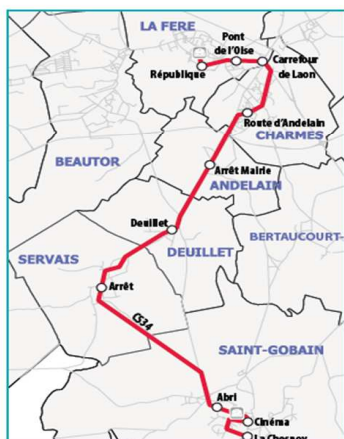 LA FERE
Pont
de l'Oise
République
Carrefour
de Laon
Route d'Andelain
CHARMES
BEAUTOR
Arrêt Mairie
ANDELAIN
Deuillet
DEUILLET
BERTAUCOURT-
SERVAIS
Arrêt
CS34
SAINT-GOBAIN
Abri
Cinéma